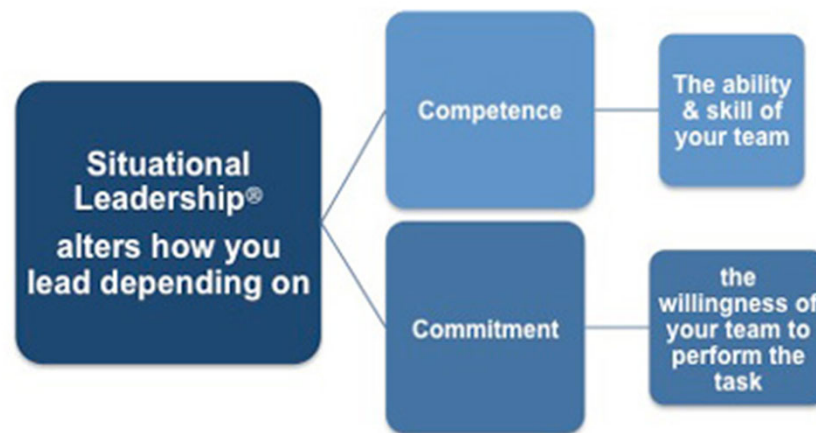 Situational
Leadership®
alters how you
lead depending on
Competence
The ability
& skill of
your team
Commitment
the
willingness of
your team to
perform the
task